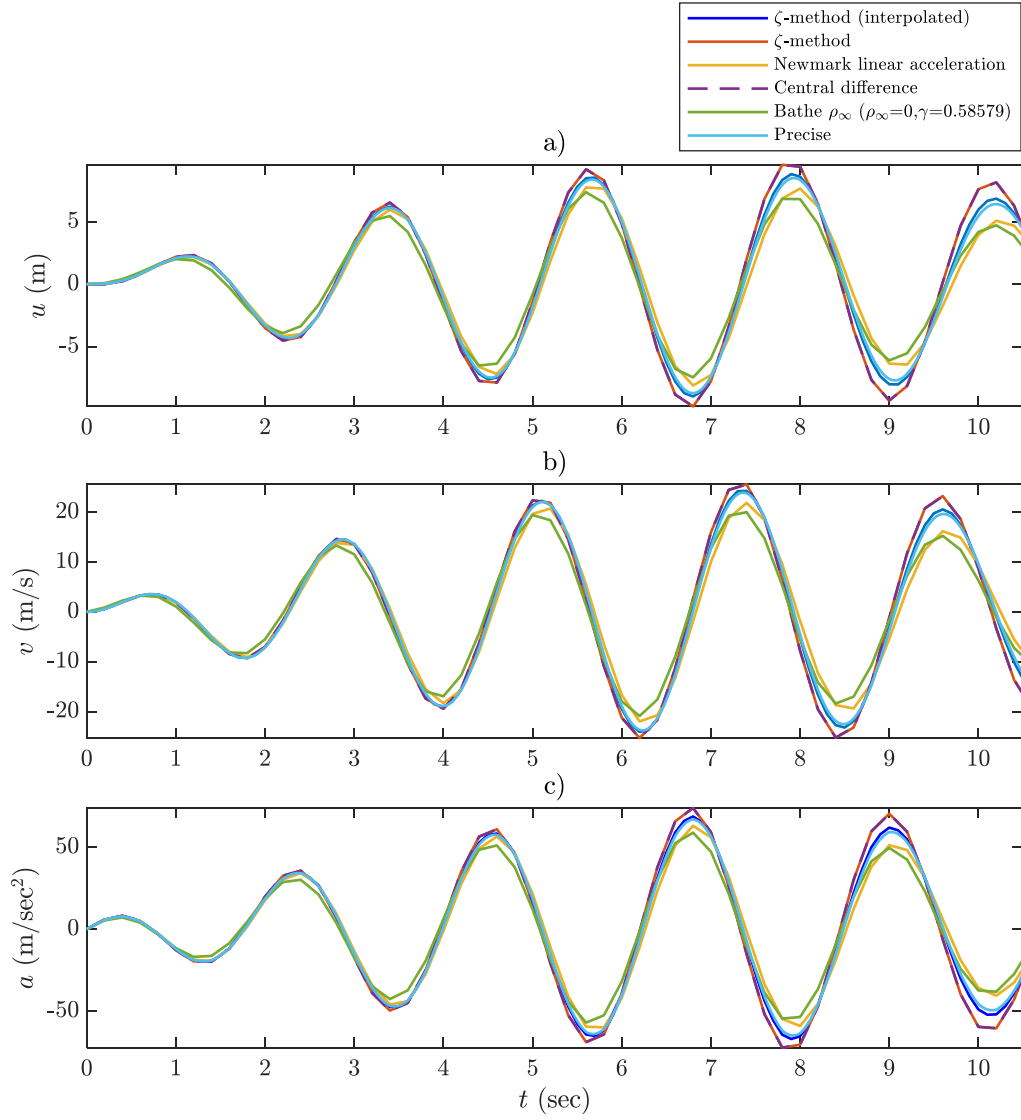 ζ-method (interpolated)
ζ-method
Newmark linear acceleration
Central difference
Bathe ρ∞ (ρ∞=0,γ=0.58579)
Precise
a)
5
0
-5
u (m)
0 1 2 3 4 5 6 7 8 9 10
b)
20
10
0
-10
-20
v (m/s)
0 1 2 3 4 5 6 7 8 9 10
c)
50
0
-50
a (m/sec²)
0 1 2 3 4 5 6 7 8 9 10
t (sec)